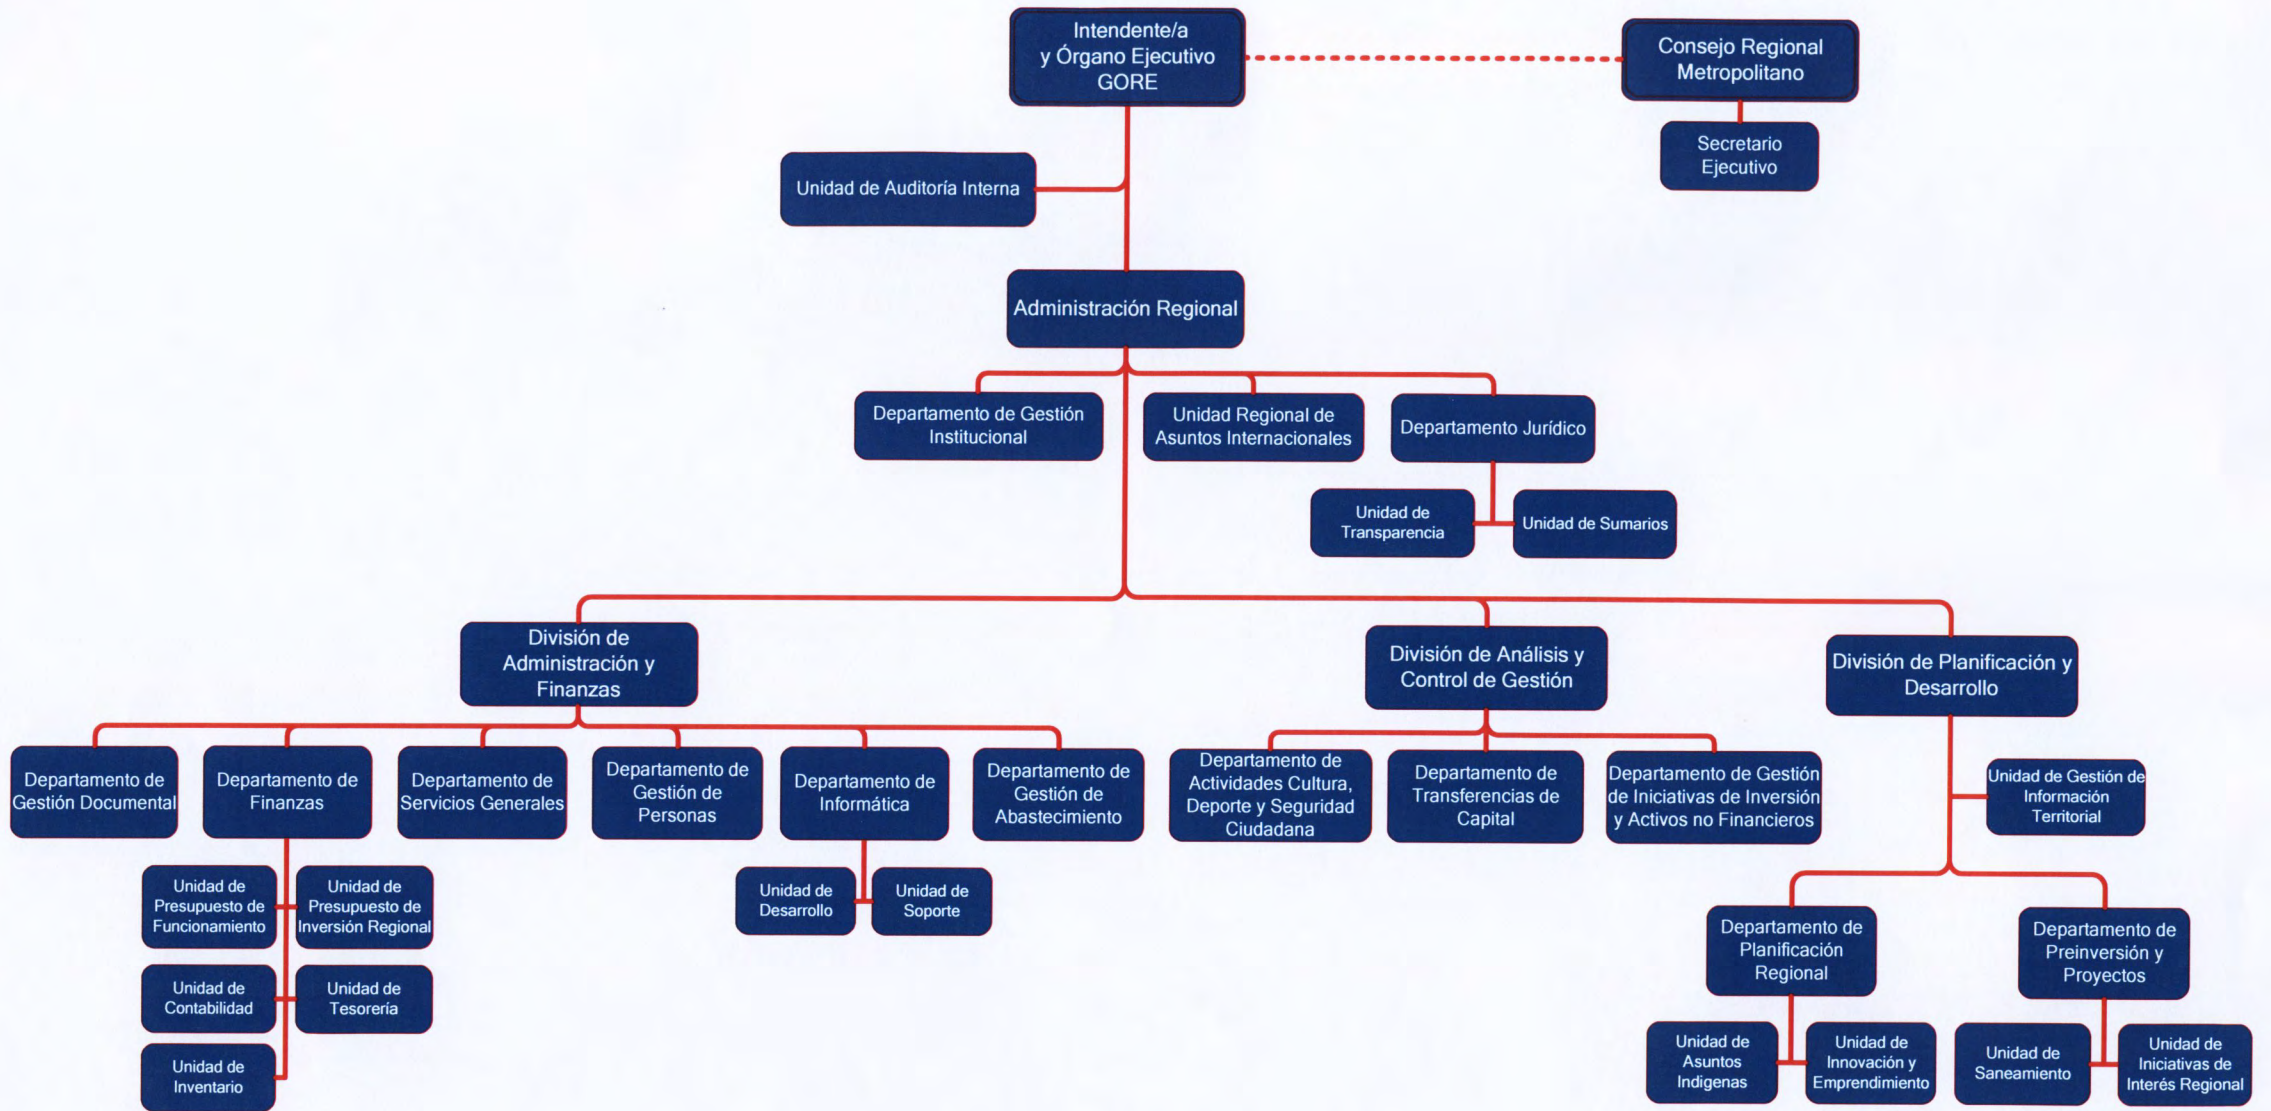 Intendente/a
y Órgano Ejecutivo
GORE
Consejo Regional
Metropolitano
Secretario
Ejecutivo
Unidad de Auditoría Interna
Administración Regional
Departamento de Gestión
Institucional
Unidad Regional de
Asuntos Internacionales
Departamento Jurídico
Unidad de
Transparencia
Unidad de Sumarios
División de
Administración y
Finanzas
División de Análisis y
Control de Gestión
División de Planificación y
Desarrollo
Departamento de
Gestión Documental
Departamento de
Finanzas
Departamento de
Servicios Generales
Departamento de
Gestión de
Personas
Departamento de
Informática
Departamento de
Gestión de
Abastecimiento
Departamento de
Actividades Cultura,
Deporte y Seguridad
Ciudadana
Departamento de
Transferencias de
Capital
Departamento de Gestión
de Iniciativas de Inversión
y Activos no Financieros
Unidad de Gestión de
Información
Territorial
Unidad de
Presupuesto de
Funcionamiento
Unidad de
Presupuesto de
Inversión Regional
Unidad de
Desarrollo
Unidad de
Soporte
Departamento de
Planificación
Regional
Departamento de
Preinversión y
Proyectos
Unidad de
Contabilidad
Unidad de
Tesorería
Unidad de
Inventario
Unidad de
Asuntos
Indigenas
Unidad de
Innovación y
Emprendimiento
Unidad de
Saneamiento
Unidad de
Iniciativas de
Interés Regional